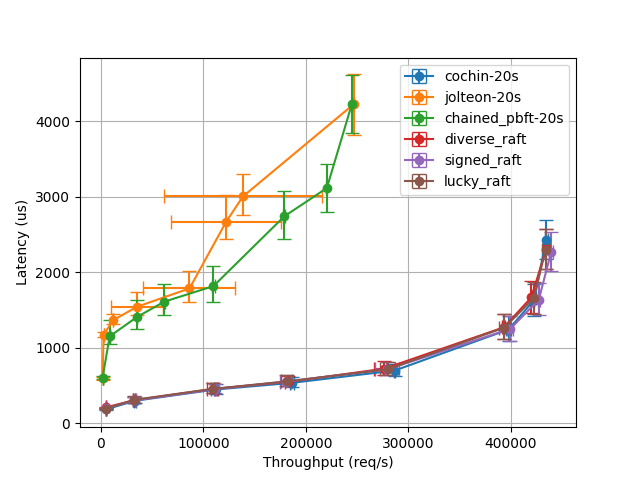 cochin-20s
jolteon-20s
chained_pbft-20s
diverse_raft
signed_raft
lucky_raft
Latency (us)
4000
3000
2000
1000
0
0 100000 200000 300000 400000
Throughput (req/s)